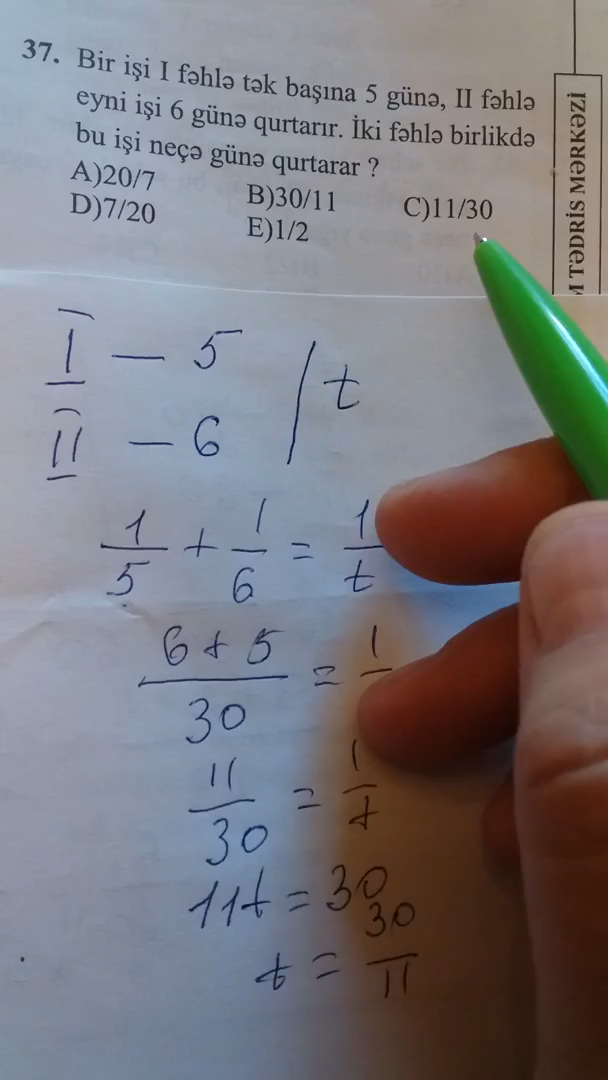 37. Bir işi I fəhlə tək başına 5 günə, II fəhlə
eyni işi 6 günə qurtarır. İki fəhlə birlikdə
bu işi neçə günə qurtarar ?
A)20/7 B)30/11 C)11/30
D)7/20 E)1/2
TƏDRİS MƏRKƏZİ
I — 5
II — 6 / t
1/5 + 1/6 = 1/t
6 + 5/30 = 1
11/30 = 1/t
11t = 30
t = 30/11